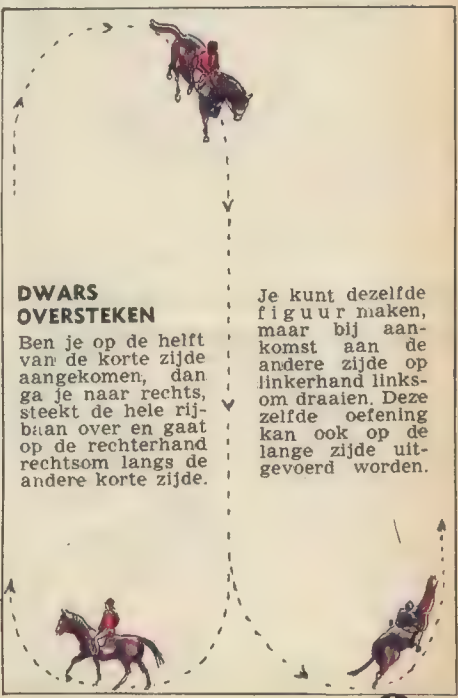 DWARS
OVERSTEKEN
Ben je op de helft
van de korte zijde
aangekomen, dan
ga je naar rechts,
steekt de hele rij-
baan over en gaat
op de rechterhand
rechtsom langs de
andere korte zijde.
Je kunt dezelfde
figuur maken,
maar bij aan-
komst aan de
andere zijde op
linkerhand links-
om draaien. Deze
zelfde oefening
kan ook op de
lange zijde uit-
gevoerd worden.